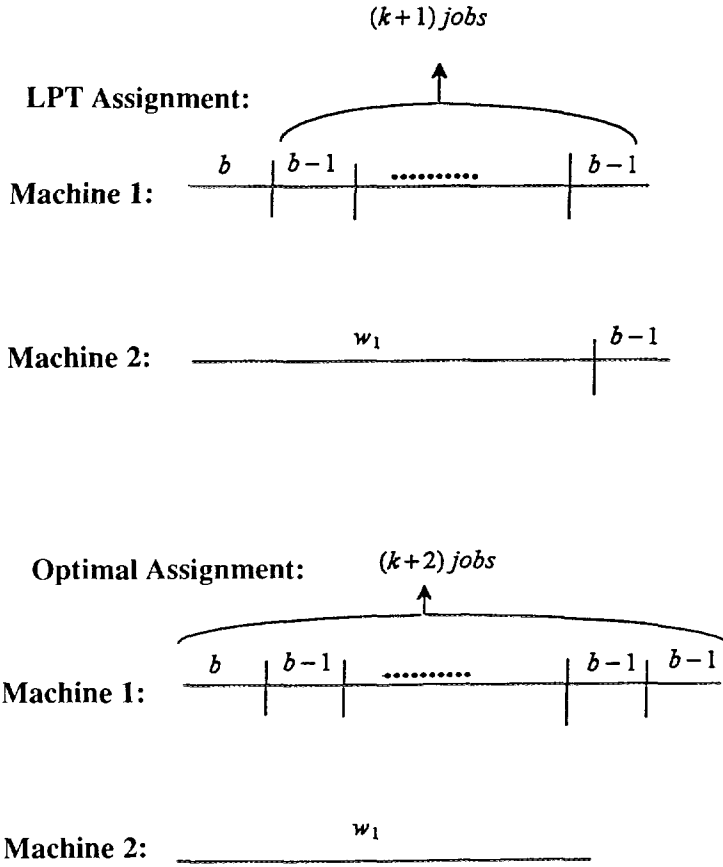 (k+1) jobs
LPT Assignment:
b b−1 .......... b−1
Machine 1:
w₁ b−1
Machine 2:
Optimal Assignment: (k+2) jobs
b b−1 .......... b−1 b−1
Machine 1:
w₁
Machine 2: